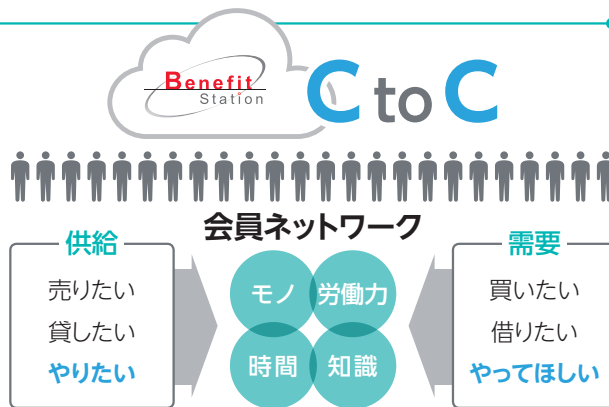 Benefit
Station
C to C
会員ネットワーク
供給
売りたい
貸したい
やりたい
モノ
労働力
時間
知識
需要
買いたい
借りたい
やってほしい